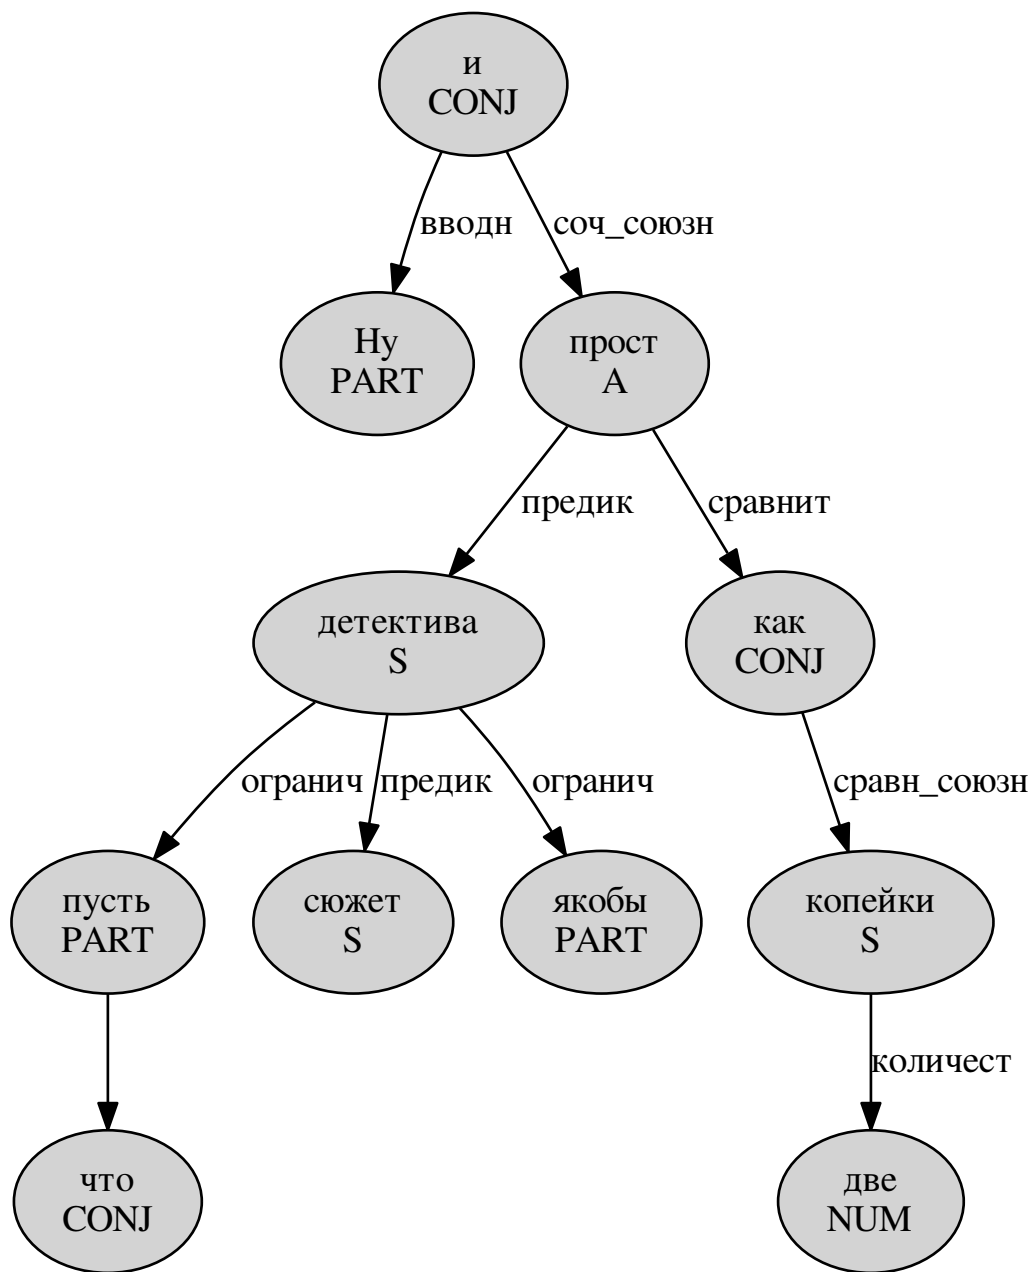 и
CONJ
вводн
соч_союзн
Ну
PART
прост
A
предик
сравнит
детектива
S
как
CONJ
огранич
предик
огранич
сравн_союзн
пусть
PART
сюжет
S
якобы
PART
копейки
S
количест
что
CONJ
две
NUM